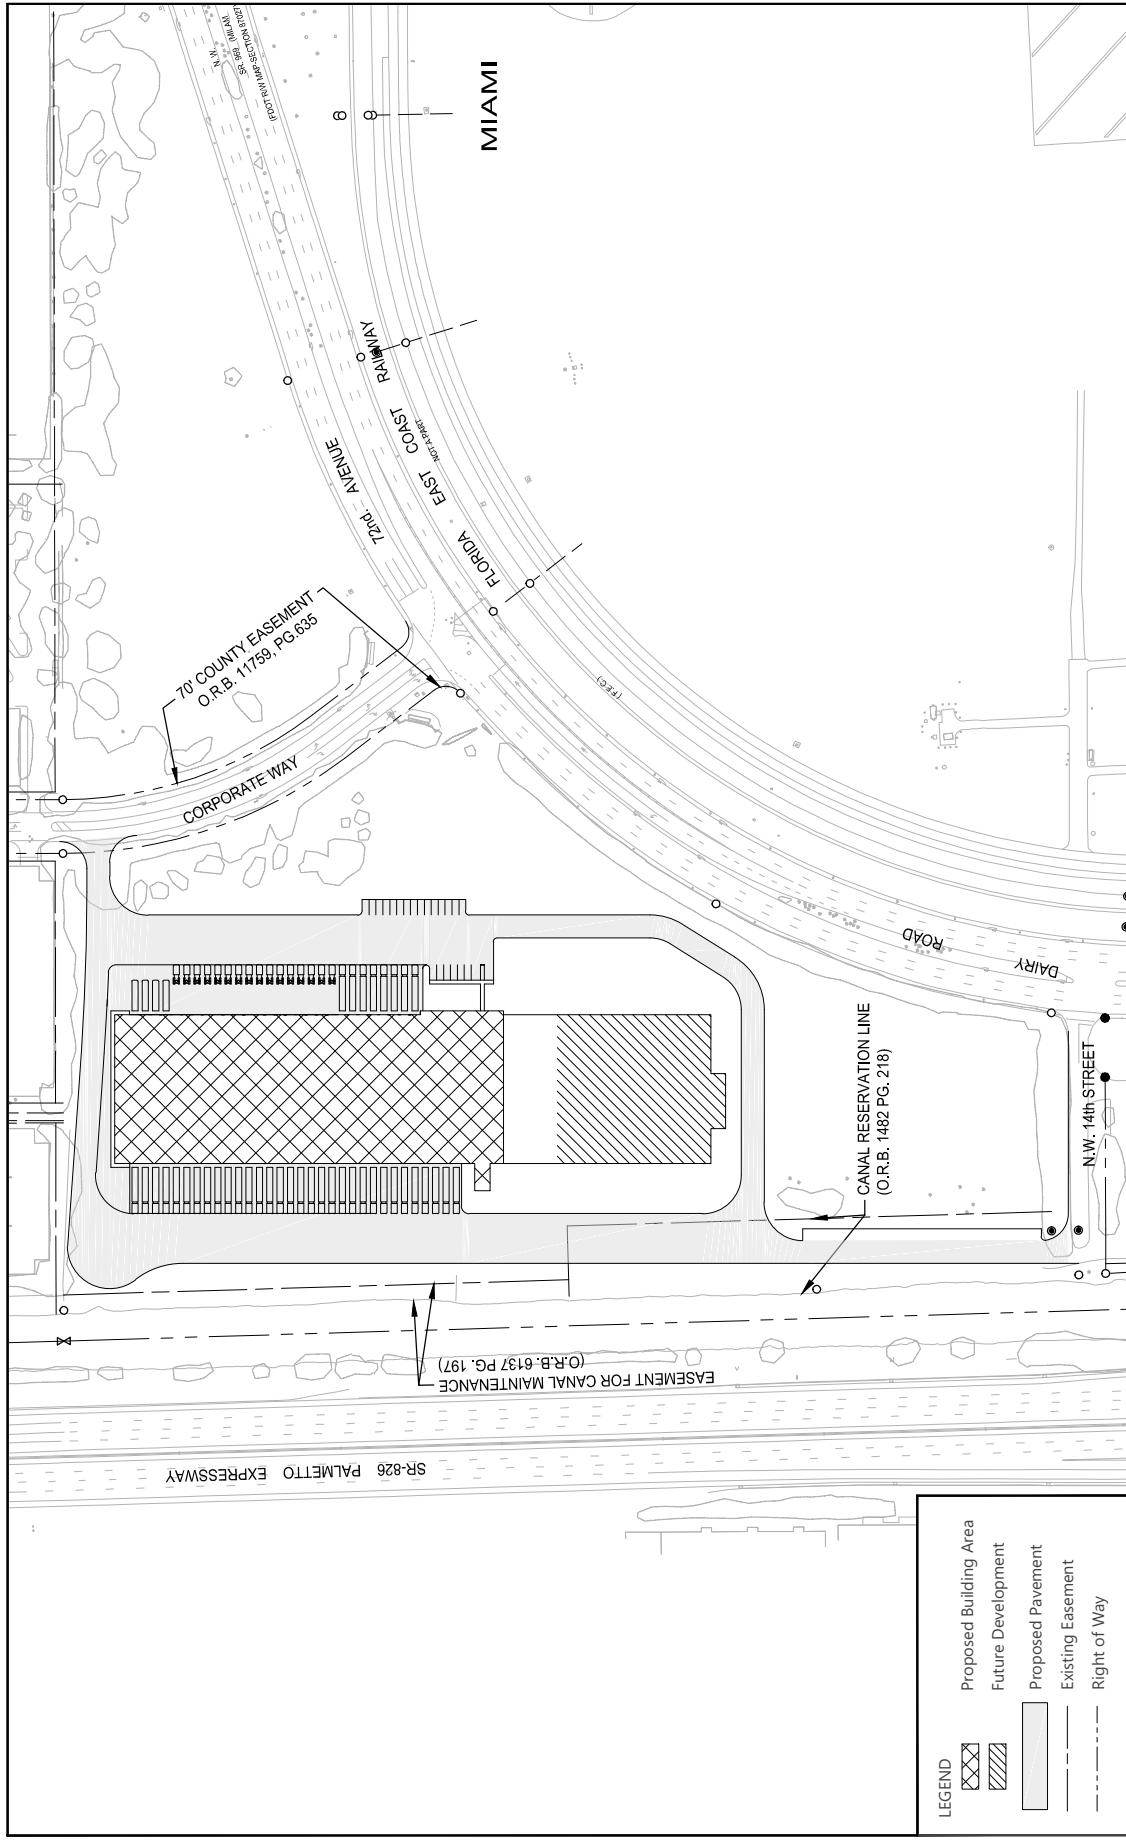 N. W.
SR. 969 (MILAM
(FDOT R/W MAP-SECTION 87027
MIAMI
RAILWAY
COAST
EAST
FLORIDA
NOT A PART
72nd. AVENUE
70' COUNTY EASEMENT
O.R.B. 11759, PG.635
CORPORATE WAY
(F.E.C)
ROAD
DAIRY
N.W. 14th STREET
CANAL RESERVATION LINE
(O.R.B. 1482 PG. 218)
EASEMENT FOR CANAL MAINTENANCE
(O.R.B. 6137 PG. 197)
SR-826 PALMETTO EXPRESSWAY
LEGEND
Proposed Building Area
Future Development
Proposed Pavement
Existing Easement
Right of Way